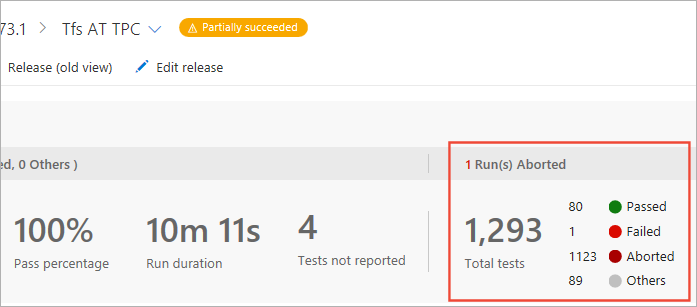 73.1 > Tfs AT TPC Partially succeeded
Release (old view) Edit release
ed, 0 Others )
1 Run(s) Aborted
100%
Pass percentage
10m 11s
Run duration
4
Tests not reported
1,293
Total tests
80 Passed
1 Failed
1123 Aborted
89 Others